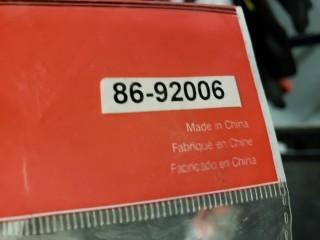 86-92006
Made in China
Fabriqué en Chine
Fabricado en China